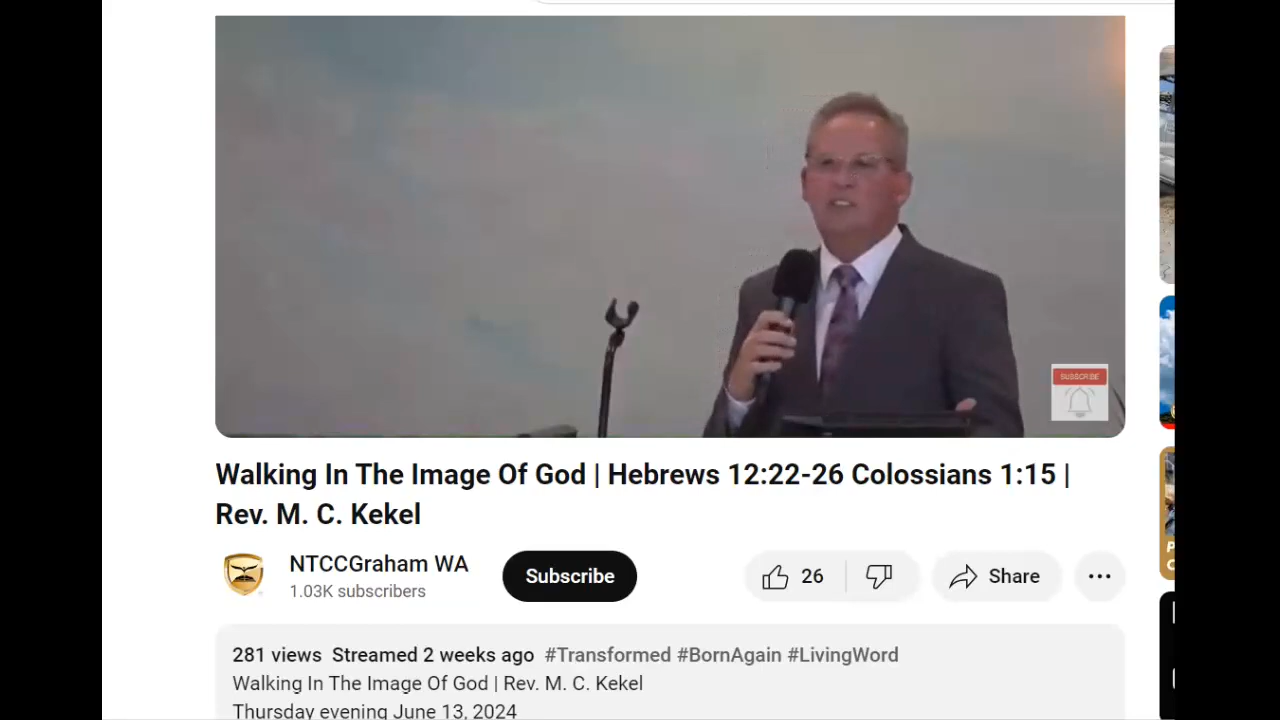 SUBSCRIBE
Walking In The Image Of God | Hebrews 12:22-26 Colossians 1:15 |
Rev. M. C. Kekel
NTCCGraham WA
1.03K subscribers
Subscribe
26
Share
281 views Streamed 2 weeks ago #Transformed #BornAgain #LivingWord
Walking In The Image Of God | Rev. M. C. Kekel
Thursday evening June 13, 2024